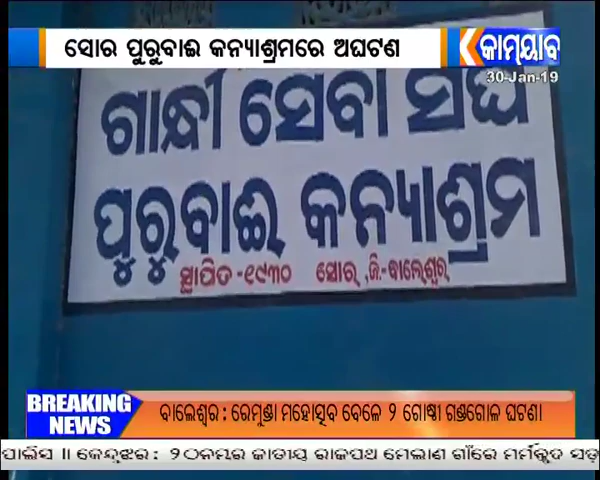 ସୋର ପୁରୁବାଈ କନ୍ୟାଶ୍ରମରେ ଅଘଟଣ
କାମୟାବ
30-Jan-19
ଗାନ୍ଧୀ ସେବା ସଂଘ
ପୁରୁବାଈ କନ୍ୟାଶ୍ରମ
ସ୍ଥାପିତ-୧୯୩୦ ସୋର୍, ଜି-ବାଲେଶ୍ୱର୍
BREAKING NEWS
ବାଲେଶ୍ୱର : ରେମୁଣ୍ଡା ମହୋତ୍ସବ ବେଳେ ୨ ଗୋଷ୍ଠୀ ଗଣ୍ଡଗୋଳ ଘଟଣା
ପୋଲିସ ॥ କେନ୍ଦୁଝର : ୨୦ନମ୍ବର ଜାତୀୟ ରାଜପଥ ମେଲାଣ ଗାଁରେ ମର୍ମନ୍ତୁଦ